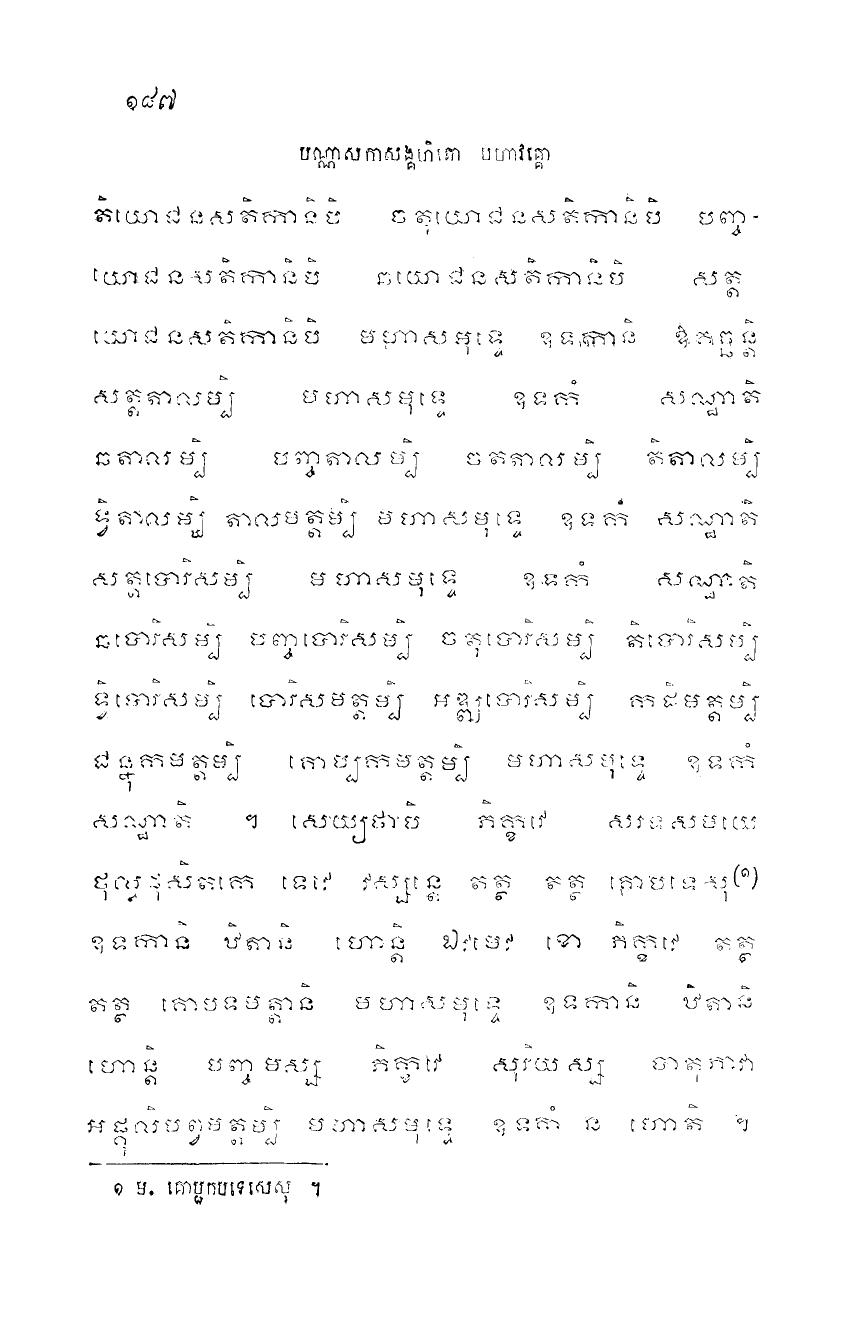 ១៨៧
បណ្ណាសកាសង្គហិតោ មហាវគ្គោ
តិយោជនសតិកានិបិ ចតុយោជនសតិកានិបិ បញ្ច-
យោជនសតិកានិបិ ឆយោជនសតិកានិបិ សត្ត
យោជនសតិកានិបិ មហាសមុទ្ទេ ឧទកានិ ឱគច្ឆន្តិ
សត្តតាលម្បិ មហាសមុទ្ទេ ឧទកំ សណ្ឋាតិ
ឆតាលម្បិ បញ្ចតាលម្បិ ចតតាលម្បិ តិតាលម្បិ
ទ្វិតាលម្បិ តាលមត្តម្បិ មហាសមុទ្ទេ ឧទកំ សណ្ឋាតិ
សត្តបោរិសម្បិ មហាសមុទ្ទេ ឧទកំ សណ្ឋាតិ
ឆបោរិសម្បិ បញ្ចបោរិសម្បិ ចតុបោរិសម្បិ តិបោរិសម្បិ
ទ្វិបោរិសម្បិ បោរិសមត្តម្បិ អឌ្ឍបោរិសម្បិ កដិមត្តម្បិ
ជន្នុកមត្តម្បិ គោប្បកមត្តម្បិ មហាសមុទ្ទេ ឧទកំ
សណ្ឋាតិ ។ សេយ្យថាបិ ភិក្ខវេ សរទសមយេ
ថុល្លផុសិតកេ ទេវេ វស្សន្តេ តត្ថ តត្ថ គោបទេសុ(១)
ឧទកានិ ឋិតានិ ហោន្តិ ឯវមេវ ខោ ភិក្ខវេ តត្ថ
តត្ថ គោបទមត្តានិ មហាសមុទ្ទេ ឧទកានិ ឋិតានិ
ហោន្តិ បញ្ចមស្ស ភិក្ខវេ សុរិយស្ស បាតុភាវា
អង្គុលិបព្វមត្តម្បិ មហាសមុទ្ទេ ឧទកំ ន ហោតិ ។
១ ម. គោប្ផកបទេសេសុ ។